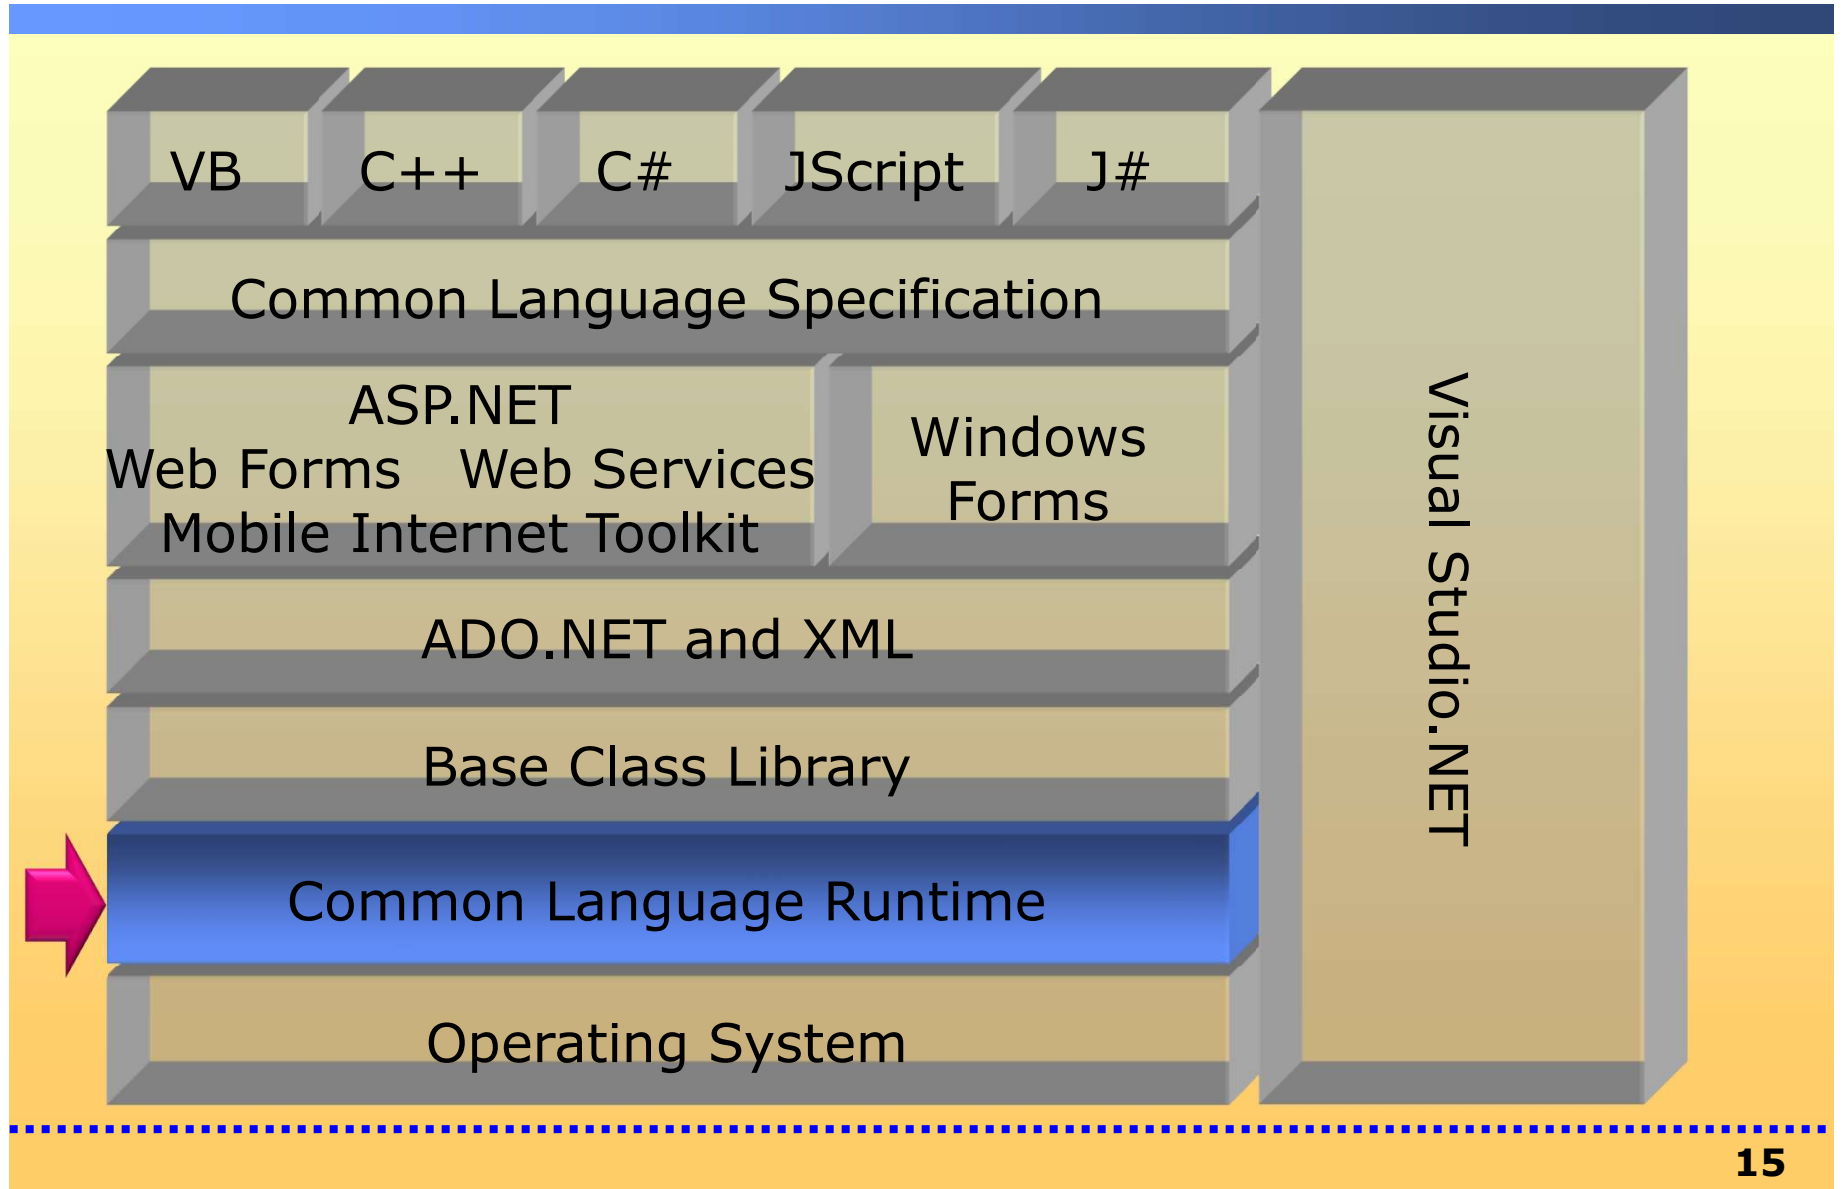 VB
C++
C#
JScript
J#
Common Language Specification
ASP.NET
Web Forms Web Services
Mobile Internet Toolkit
Windows
Forms
ADO.NET and XML
Base Class Library
Common Language Runtime
Operating System
Visual Studio.NET
15